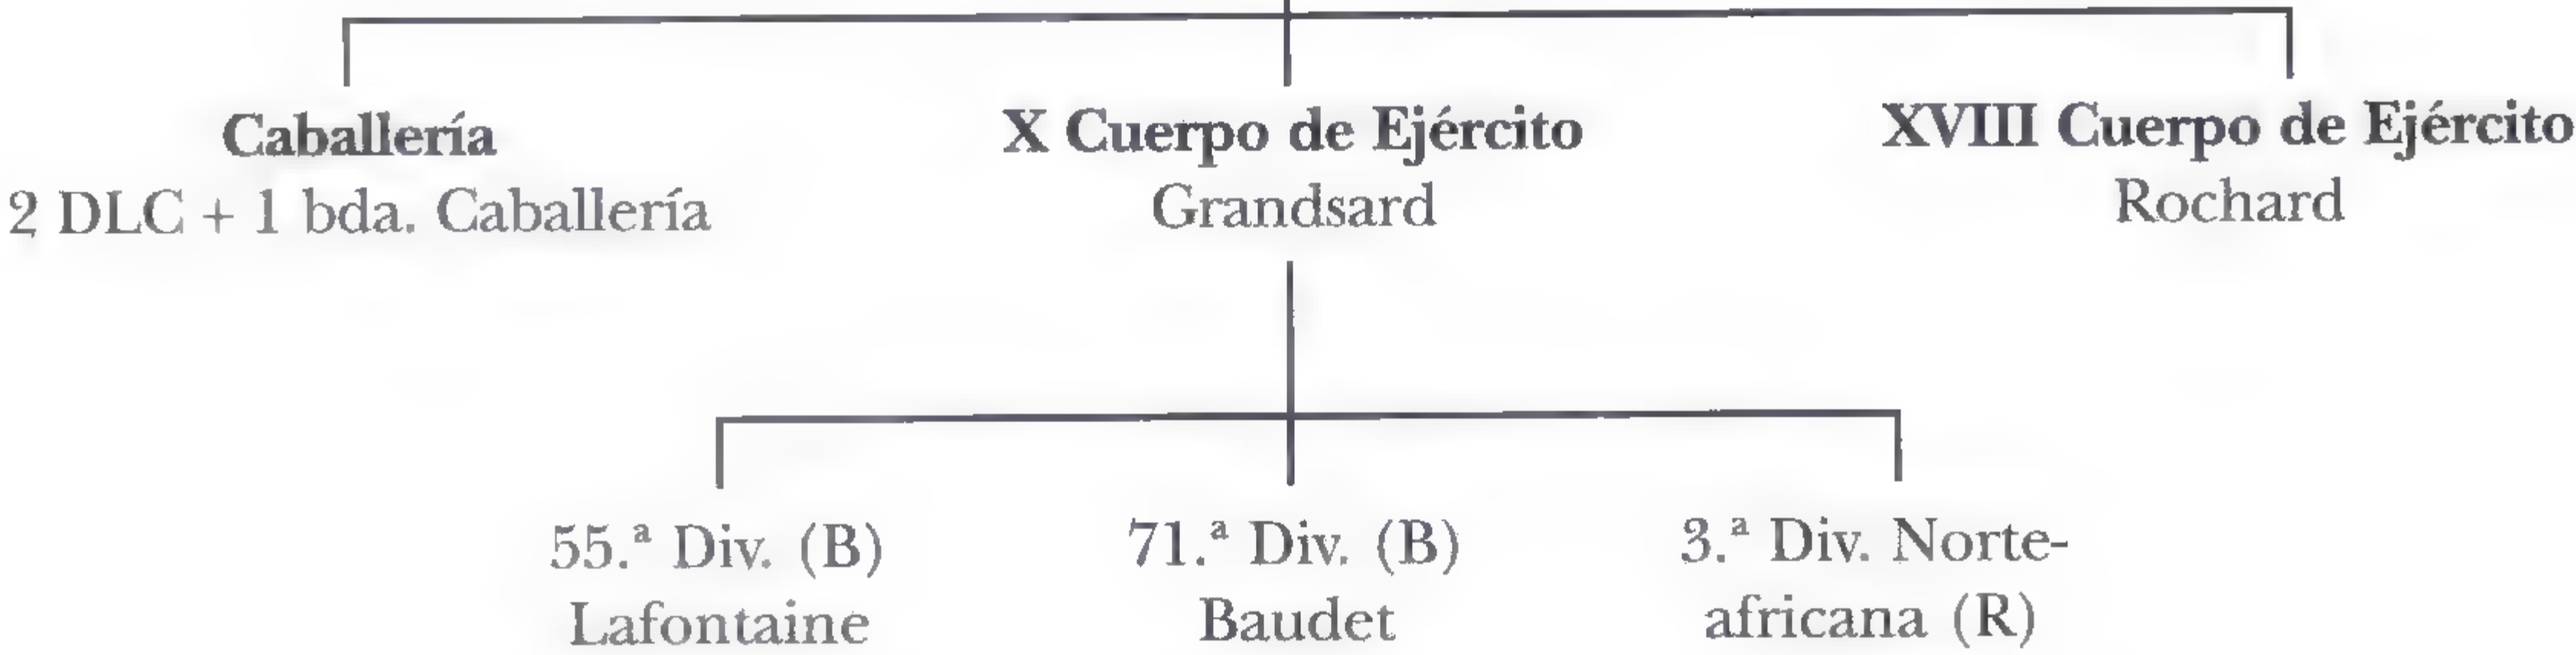 Caballería
2 DLC + 1 bda. Caballería
X Cuerpo de Ejército
Grandsard
XVIII Cuerpo de Ejército
Rochard
55.ª Div. (B)
Lafontaine
71.ª Div. (B)
Baudet
3.ª Div. Norte-
africana (R)